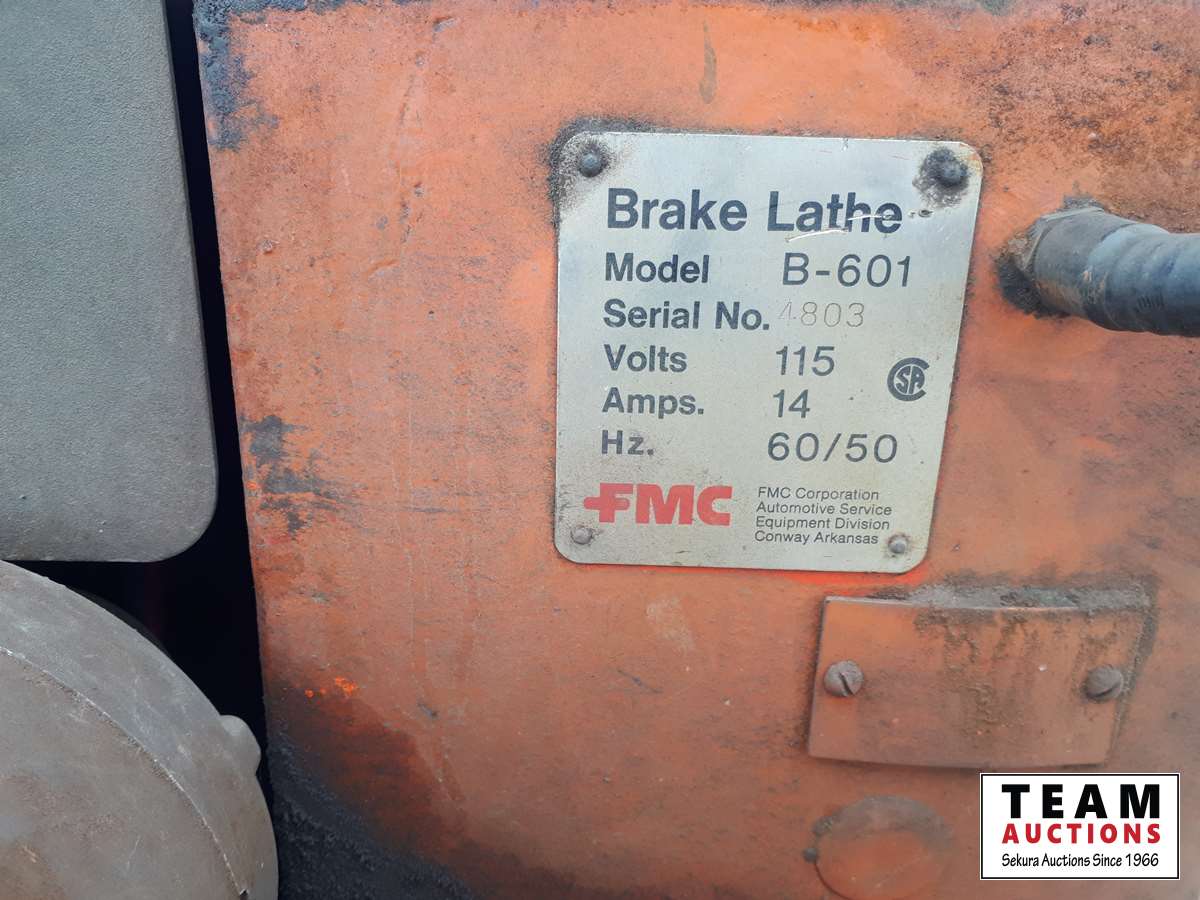 Brake Lathe
Model B-601
Serial No. 4803
Volts 115
Amps. 14
Hz. 60/50
CSA
FMC
FMC Corporation
Automotive Service
Equipment Division
Conway Arkansas
TEAM
AUCTIONS
Sekura Auctions Since 1966